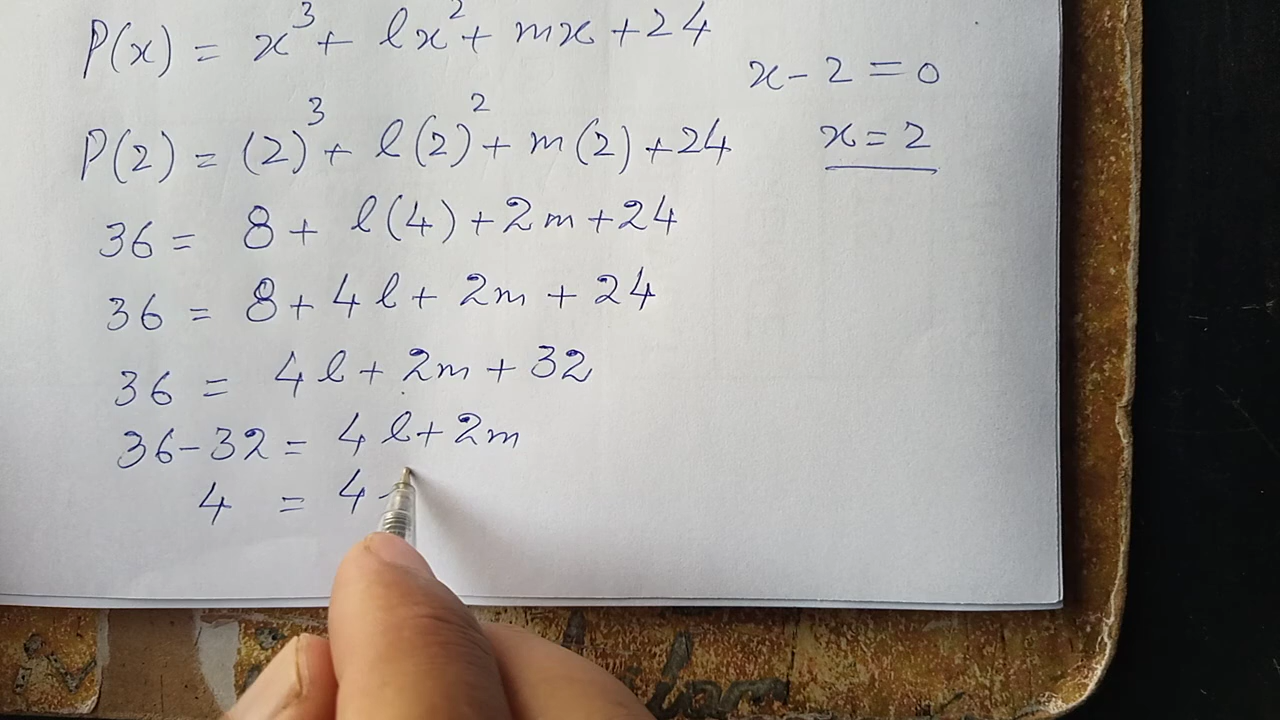 P(x) = x³ + lx² + mx + 24
x - 2 = 0
P(2) = (2)³ + l(2)² + m(2) + 24
x = 2
36 = 8 + l(4) + 2m + 24
36 = 8 + 4l + 2m + 24
36 = 4l + 2m + 32
36 - 32 = 4l + 2m
4 = 4